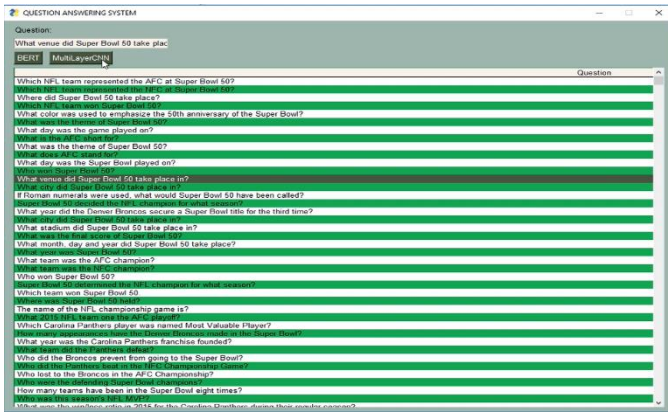 QUESTION ANSWERING SYSTEM
Question:
What venue did Super Bowl 50 take plac
BERT MultiLayerCNN
Question
Which NFL team represented the AFC at Super Bowl 50?
Which NFL team represented the NFC at Super Bowl 50?
Where did Super Bowl 50 take place?
Which NFL team won Super Bowl 50?
What color was used to emphasize the 50th anniversary of the Super Bowl?
What was the theme of Super Bowl 50?
What day was the game played on?
What is the AFC short for?
What was the theme of Super Bowl 50?
What does AFC stand for?
What day was the Super Bowl played on?
Who won Super Bowl 50?
What venue did Super Bowl 50 take place in?
What city did Super Bowl 50 take place in?
If Roman numerals were used, what would Super Bowl 50 have been called?
Super Bowl 50 decided the NFL champion for what season?
What year did the Denver Broncos secure a Super Bowl title for the third time?
What city did Super Bowl 50 take place in?
What stadium did Super Bowl 50 take place in?
What was the final score of Super Bowl 50?
What month, day and year did Super Bowl 50 take place?
What year was Super Bowl 50?
What team was the AFC champion?
What team was the NFC champion?
Who won Super Bowl 50?
Super Bowl 50 determined the NFL champion for what season?
Which team won Super Bowl 50.
Where was Super Bowl 50 held?
The name of the NFL championship game is?
What 2015 NFL team one the AFC playoff?
Which Carolina Panthers player was named Most Valuable Player?
How many appearances have the Denver Broncos made in the Super Bowl?
What year was the Carolina Panthers franchise founded?
What team did the Panthers defeat?
Who did the Broncos prevent from going to the Super Bowl?
Who did the Panthers beat in the NFC Championship Game?
Who lost to the Broncos in the AFC Championship?
Who were the defending Super Bowl champions?
How many teams have been in the Super Bowl eight times?
Who was this season's NFL MVP?
What was the win/loss ratio in 2015 for the Carolina Panthers during their regular season?